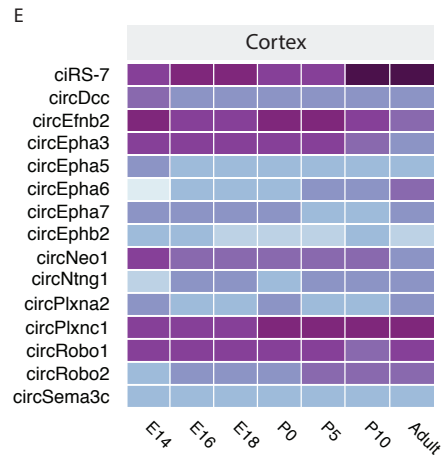 E
Cortex
ciRS-7
circDcc
circEfnb2
circEpha3
circEpha5
circEpha6
circEpha7
circEphb2
circNeo1
circNtng1
circPlxna2
circPlxnc1
circRobo1
circRobo2
circSema3c
E14 E16 E18 P0 P5 P10 Adult